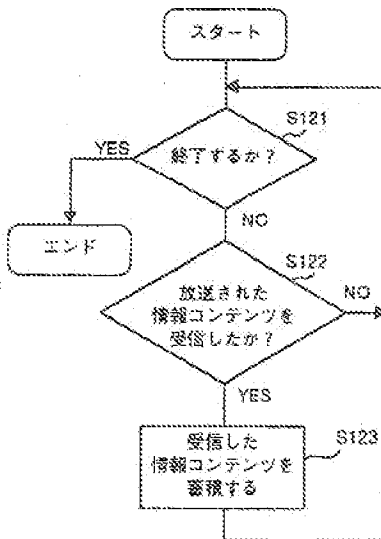 スタート
S121
終了するか?
YES
エンド
NO
S122
放送された
情報コンテンツを
受信したか?
NO
YES
S123
受信した
情報コンテンツを
蓄積する